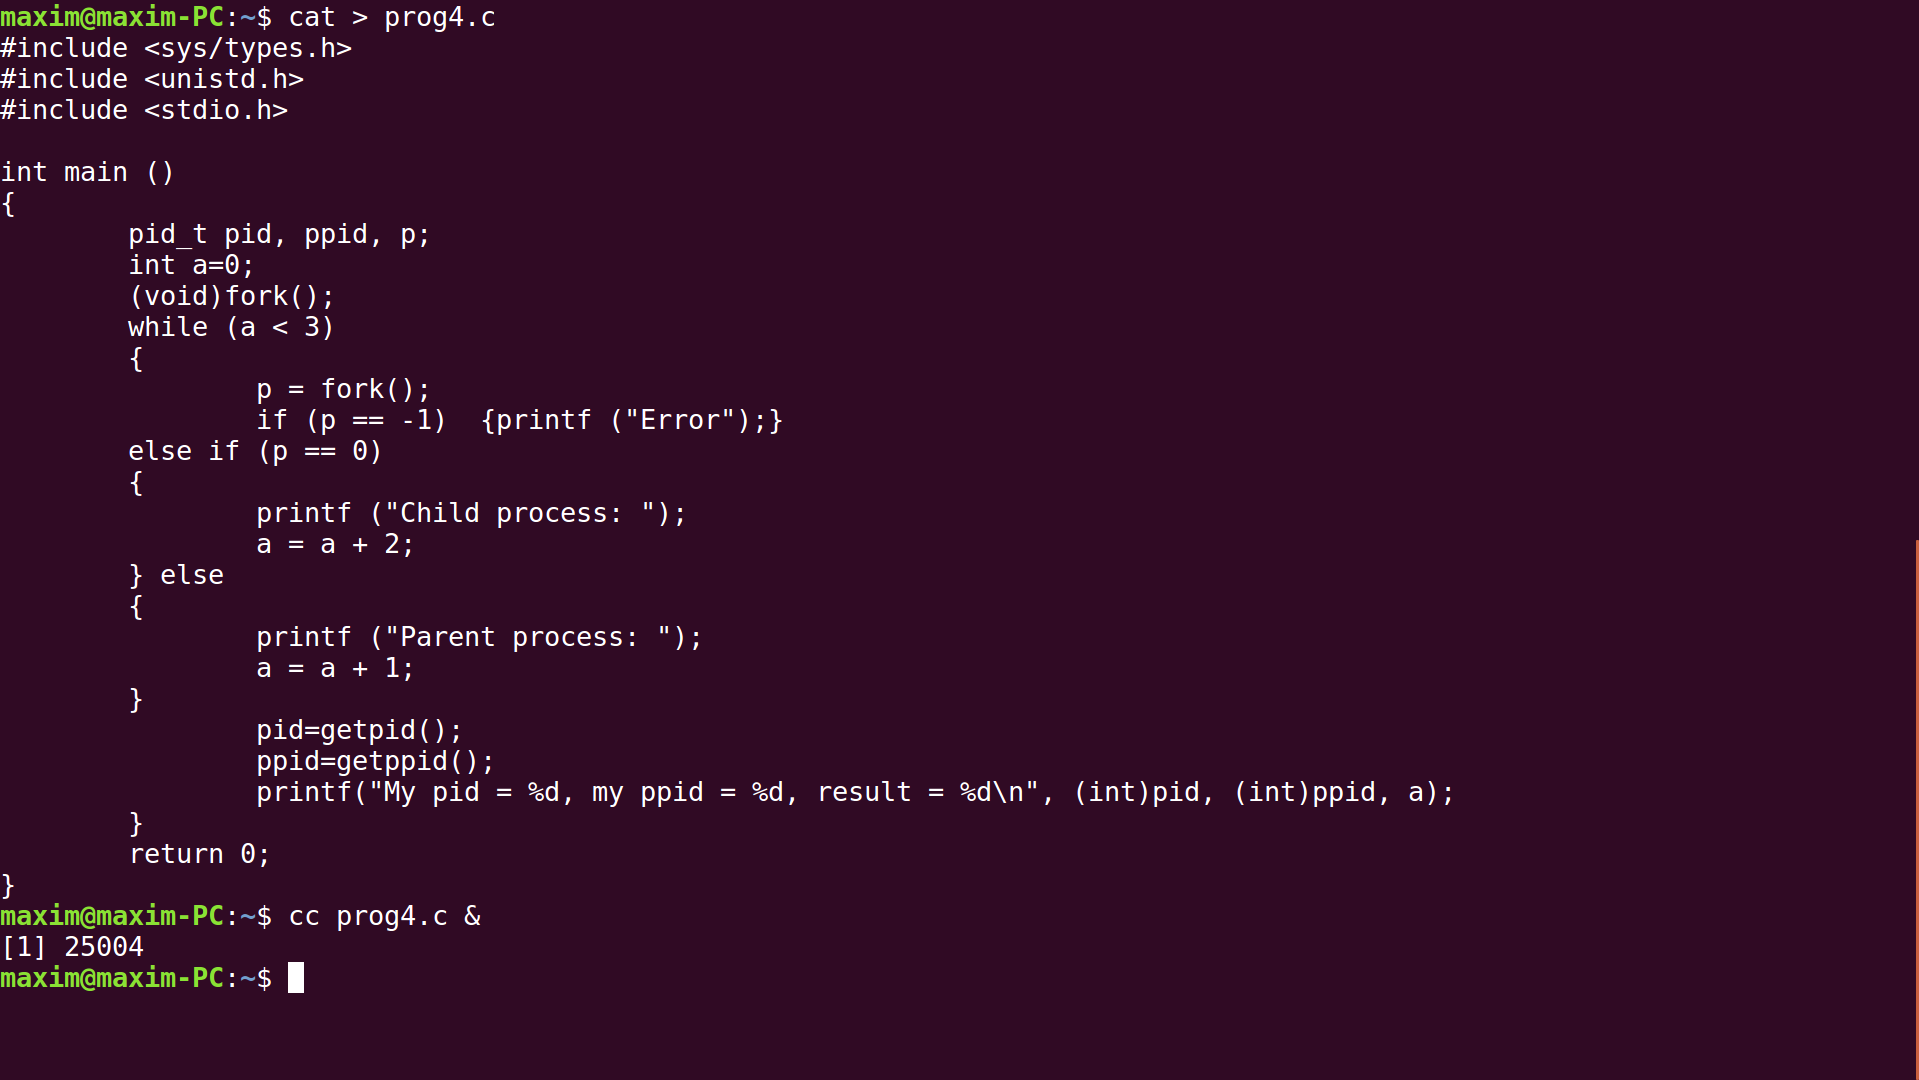 maxim@maxim-PC:~$ cat > prog4.c
#include <sys/types.h>
#include <unistd.h>
#include <stdio.h>

int main ()
{
        pid_t pid, ppid, p;
        int a=0;
        (void)fork();
        while (a < 3)
        {
                p = fork();
                if (p == -1)  {printf ("Error");}
        else if (p == 0)
        {
                printf ("Child process: ");
                a = a + 2;
        } else
        {
                printf ("Parent process: ");
                a = a + 1;
        }
                pid=getpid();
                ppid=getppid();
                printf("My pid = %d, my ppid = %d, result = %d\n", (int)pid, (int)ppid, a);
        }
        return 0;
}
maxim@maxim-PC:~$ cc prog4.c &
[1] 25004
maxim@maxim-PC:~$